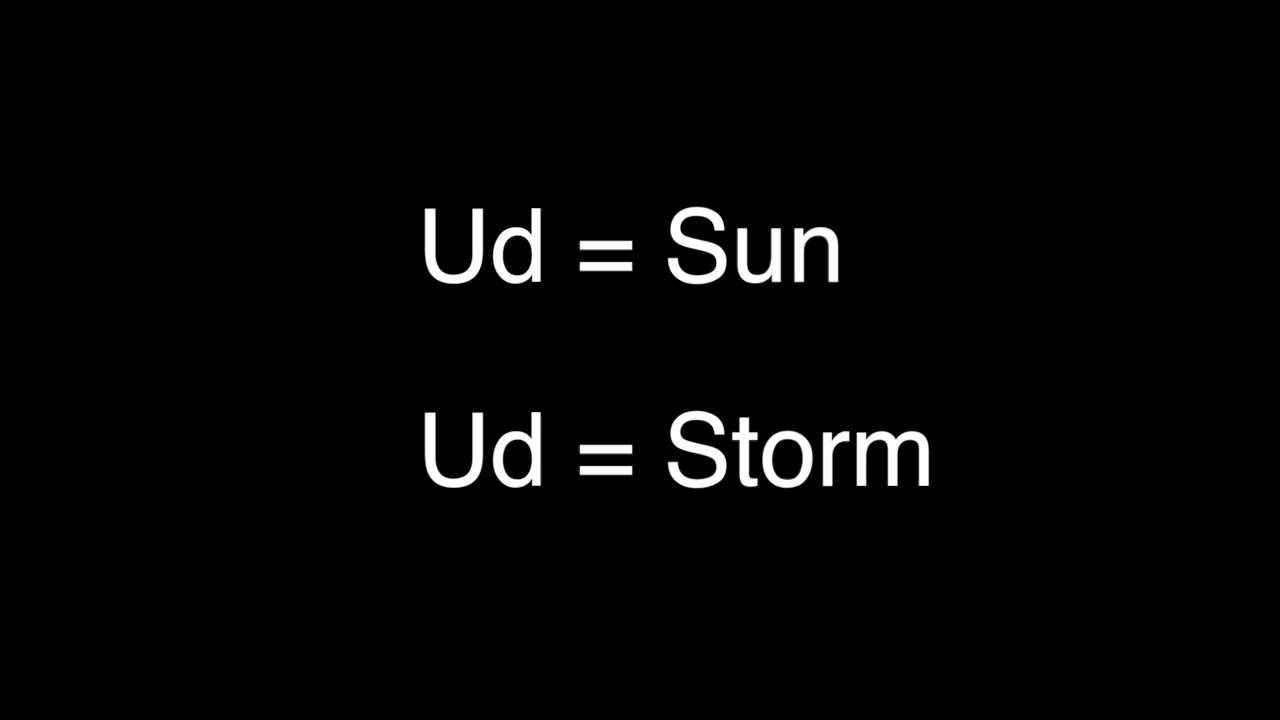 Ud = Sun
Ud = Storm